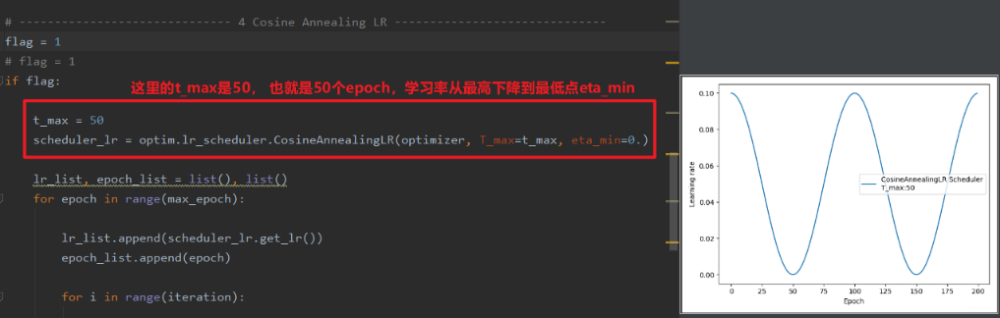 # ------------------------------ 4 Cosine Annealing LR ------------------------------
flag = 1
# flag = 1
if flag:
这里的t_max是50， 也就是50个epoch，学习率从最高下降到最低点eta_min
t_max = 50
scheduler_lr = optim.lr_scheduler.CosineAnnealingLR(optimizer, T_max=t_max, eta_min=0.)
lr_list, epoch_list = list(), list()
for epoch in range(max_epoch):
lr_list.append(scheduler_lr.get_lr())
epoch_list.append(epoch)
for i in range(iteration):
0.10
0.08
0.06
0.04
0.02
0.00
Learning rate
CosineAnnealingLR Scheduler
T_max:50
0 25 50 75 100 125 150 175 200
Epoch